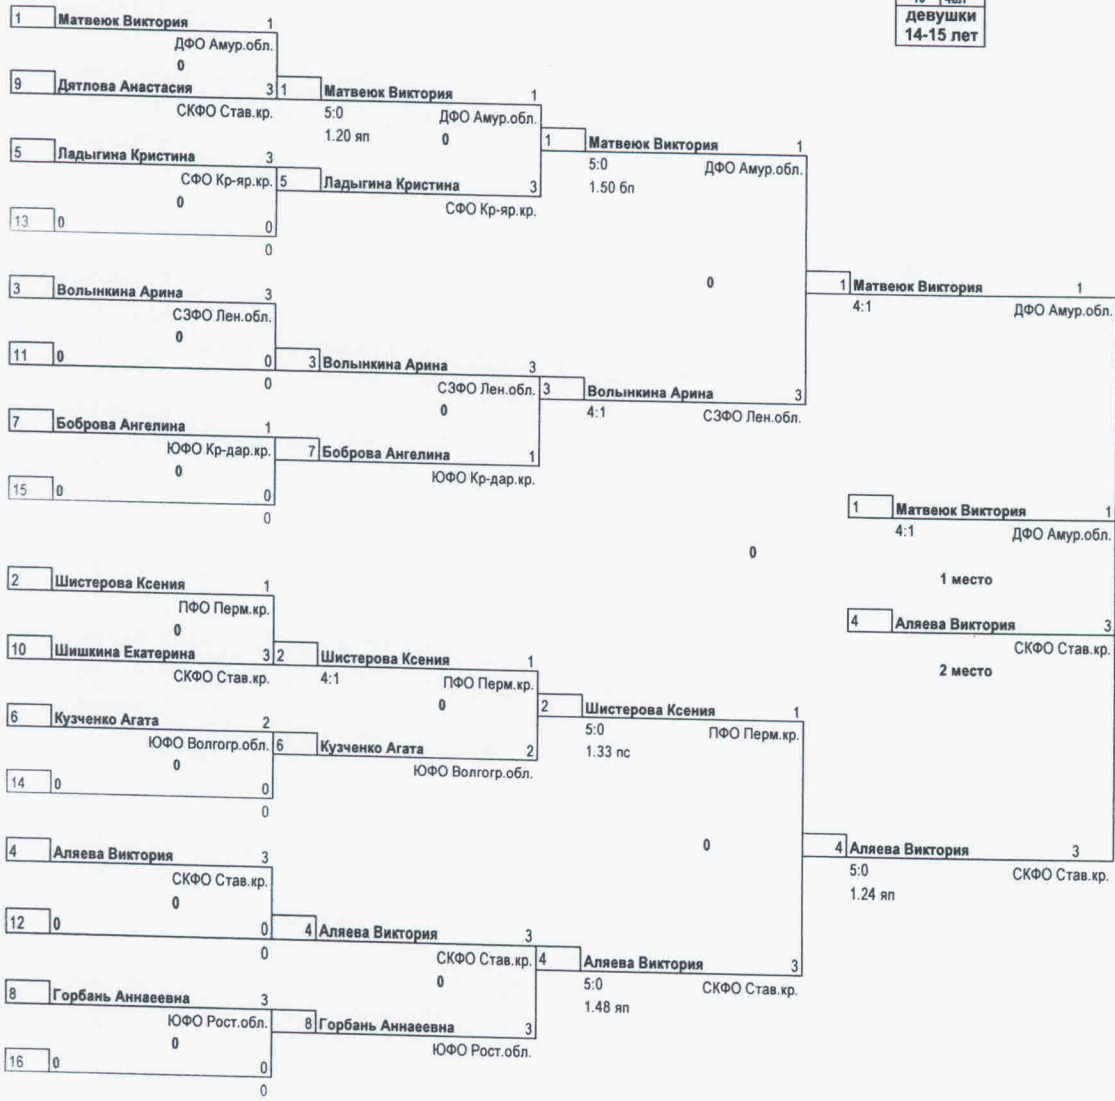 девушки
14-15 лет
1 Матвеюк Виктория 1
ДФО Амур.обл.
0
9 Дятлова Анастасия 3
СКФО Став.кр.
5 Ладыгина Кристина 3
СФО Кр-яр.кр.
0
13 0 0
0
3 Волынкина Арина 3
СЗФО Лен.обл.
0
11 0 0
0
7 Боброва Ангелина 1
ЮФО Кр-дар.кр.
0
15 0 0
0
2 Шистерова Ксения 1
ПФО Перм.кр.
0
10 Шишкина Екатерина 3
СКФО Став.кр.
6 Кузченко Агата 2
ЮФО Волгогр.обл.
0
14 0 0
0
4 Аляева Виктория 3
СКФО Став.кр.
0
12 0 0
0
8 Горбань Аннаеевна 3
ЮФО Рост.обл.
0
16 0 0
0
1 Матвеюк Виктория 1
5:0 ДФО Амур.обл.
1.20 яп 0
5 Ладыгина Кристина 3
СФО Кр-яр.кр.
3 Волынкина Арина 3
СЗФО Лен.обл.
0
7 Боброва Ангелина 1
ЮФО Кр-дар.кр.
2 Шистерова Ксения 1
4:1 ПФО Перм.кр.
0
6 Кузченко Агата 2
ЮФО Волгогр.обл.
4 Аляева Виктория 3
СКФО Став.кр.
0
8 Горбань Аннаеевна 3
ЮФО Рост.обл.
1 Матвеюк Виктория 1
5:0 ДФО Амур.обл.
1.50 бп
0
3 Волынкина Арина 3
4:1 СЗФО Лен.обл.
2 Шистерова Ксения 1
5:0 ПФО Перм.кр.
1.33 пс
0
4 Аляева Виктория 3
5:0 СКФО Став.кр.
1.48 яп
1 Матвеюк Виктория 1
4:1 ДФО Амур.обл.
0
4 Аляева Виктория 3
5:0 СКФО Став.кр.
1.24 яп
1 Матвеюк Виктория 1
4:1 ДФО Амур.обл.
1 место
4 Аляева Виктория 3
СКФО Став.кр.
2 место